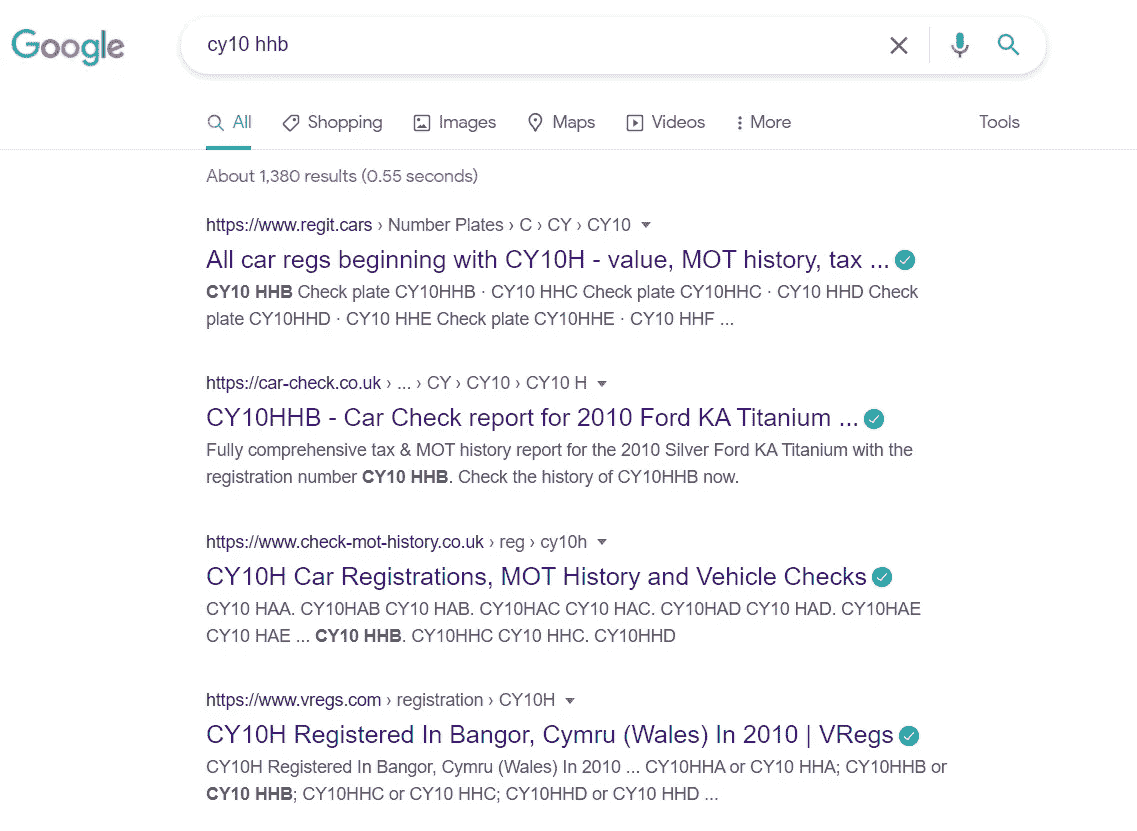 Google
cy10 hhb
All Shopping Images Maps Videos More Tools
About 1,380 results (0.55 seconds)
https://www.regit.cars › Number Plates › C › CY › CY10
All car regs beginning with CY10H - value, MOT history, tax ...
CY10 HHB Check plate CY10HHB · CY10 HHC Check plate CY10HHC · CY10 HHD Check
plate CY10HHD · CY10 HHE Check plate CY10HHE · CY10 HHF ...
https://car-check.co.uk › ... › CY › CY10 › CY10 H
CY10HHB - Car Check report for 2010 Ford KA Titanium ...
Fully comprehensive tax & MOT history report for the 2010 Silver Ford KA Titanium with the
registration number CY10 HHB. Check the history of CY10HHB now.
https://www.check-mot-history.co.uk › reg › cy10h
CY10H Car Registrations, MOT History and Vehicle Checks
CY10 HAA. CY10HAB CY10 HAB. CY10HAC CY10 HAC. CY10HAD CY10 HAD. CY10HAE
CY10 HAE ... CY10 HHB. CY10HHC CY10 HHC. CY10HHD
https://www.vregs.com › registration › CY10H
CY10H Registered In Bangor, Cymru (Wales) In 2010 | VRegs
CY10H Registered In Bangor, Cymru (Wales) In 2010 ... CY10HHA or CY10 HHA; CY10HHB or
CY10 HHB; CY10HHC or CY10 HHC; CY10HHD or CY10 HHD ...